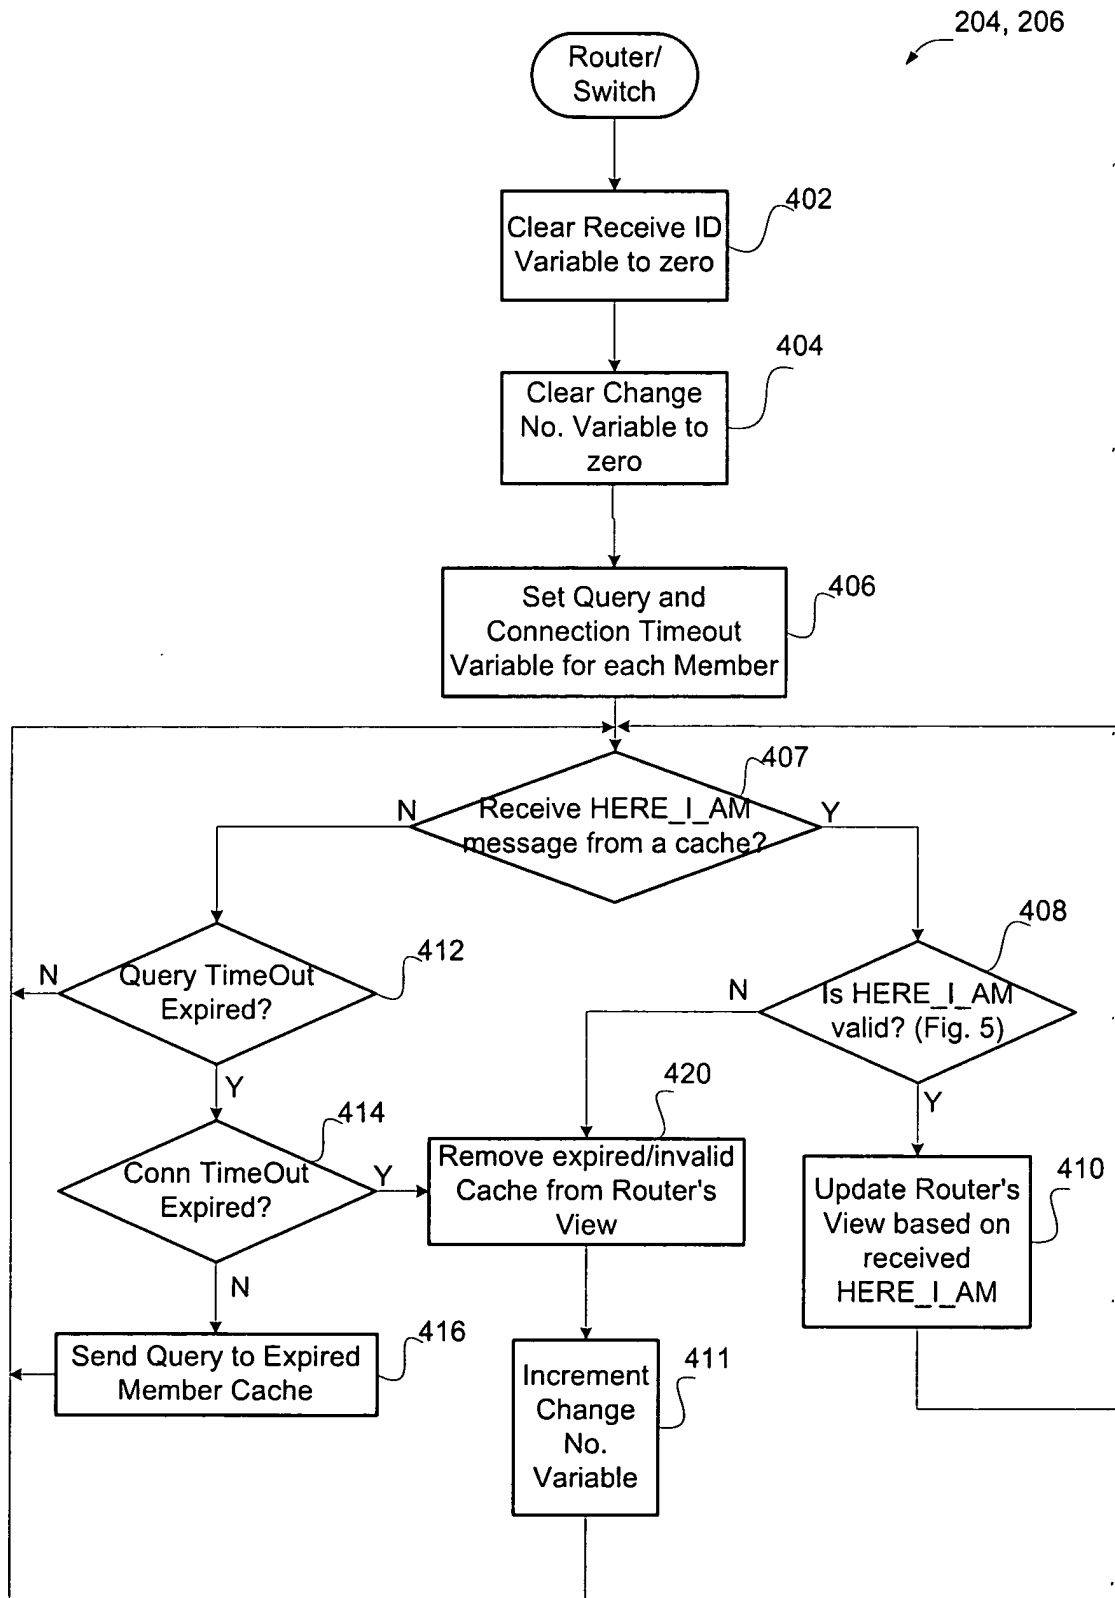 204, 206
Router/
Switch
402
Clear Receive ID
Variable to zero
404
Clear Change
No. Variable to
zero
406
Set Query and
Connection Timeout
Variable for each Member
407
N
Receive HERE_I_AM
message from a cache?
Y
408
N
Query TimeOut
Expired?
412
N
Is HERE_I_AM
valid? (Fig. 5)
Y
414
Conn TimeOut
Expired?
Y
420
Remove expired/invalid
Cache from Router's
View
Y
410
Update Router's
View based on
received
HERE_I_AM
N
416
Send Query to Expired
Member Cache
411
Increment
Change
No.
Variable